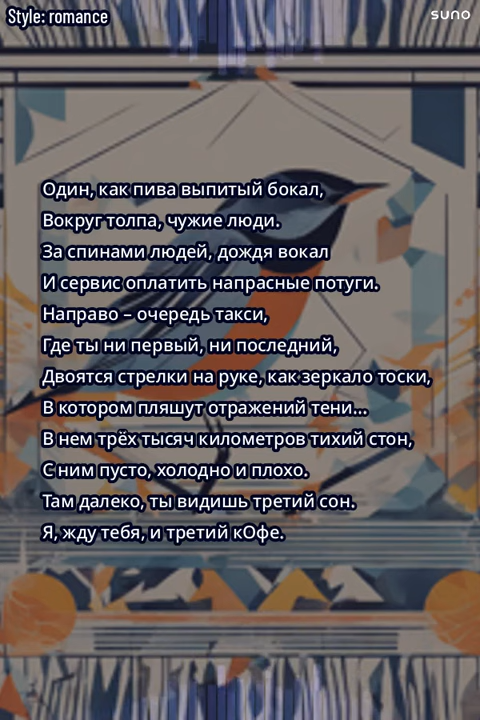 Style: romance
suno
Один, как пива выпитый бокал,
Вокруг толпа, чужие люди.
За спинами людей, дождя вокал
И сервис оплатить напрасные потуги.
Направо – очередь такси,
Где ты ни первый, ни последний,
Двоятся стрелки на руке, как зеркало тоски,
В котором пляшут отражений тени...
В нем трёх тысяч километров тихий стон,
С ним пусто, холодно и плохо.
Там далеко, ты видишь третий сон.
Я, жду тебя, и третий кОфе.